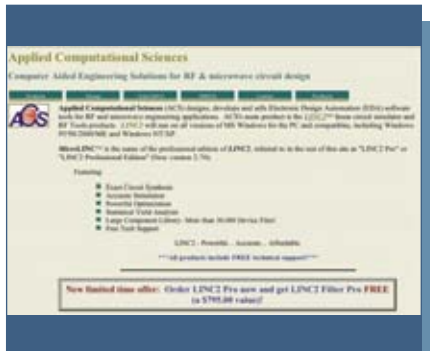 Applied Computational Sciences
Computer Aided Engineering Solutions for RF & microwave circuit design
ACS
Applied Computational Sciences (ACS) designs, develops and sells Electronic Design Automation (EDA) software
tools for RF and microwave engineering applications. ACS's main product is the LINC2™ linear circuit simulator and
RF Tools products. LINC2 will run on all versions of MS Windows for the PC and compatibles, including Windows
95/98/2000/ME and Windows NT/XP.
MicroLINC™ is the name of the professional edition of LINC2, referred to in the rest of this site as "LINC2 Pro" or
"LINC2 Professional Edition" (Now version 2.70).
Featuring:
Exact Circuit Synthesis
Accurate Simulation
Powerful Optimization
Statistical Yield Analysis
Large Component Library- More than 30,000 Device Files!
Free Tech Support
LINC2 - Powerful... Accurate... Affordable.
***All products include FREE technical support!***
New limited time offer: Order LINC2 Pro now and get LINC2 Filter Pro FREE
(a $795.00 value)!